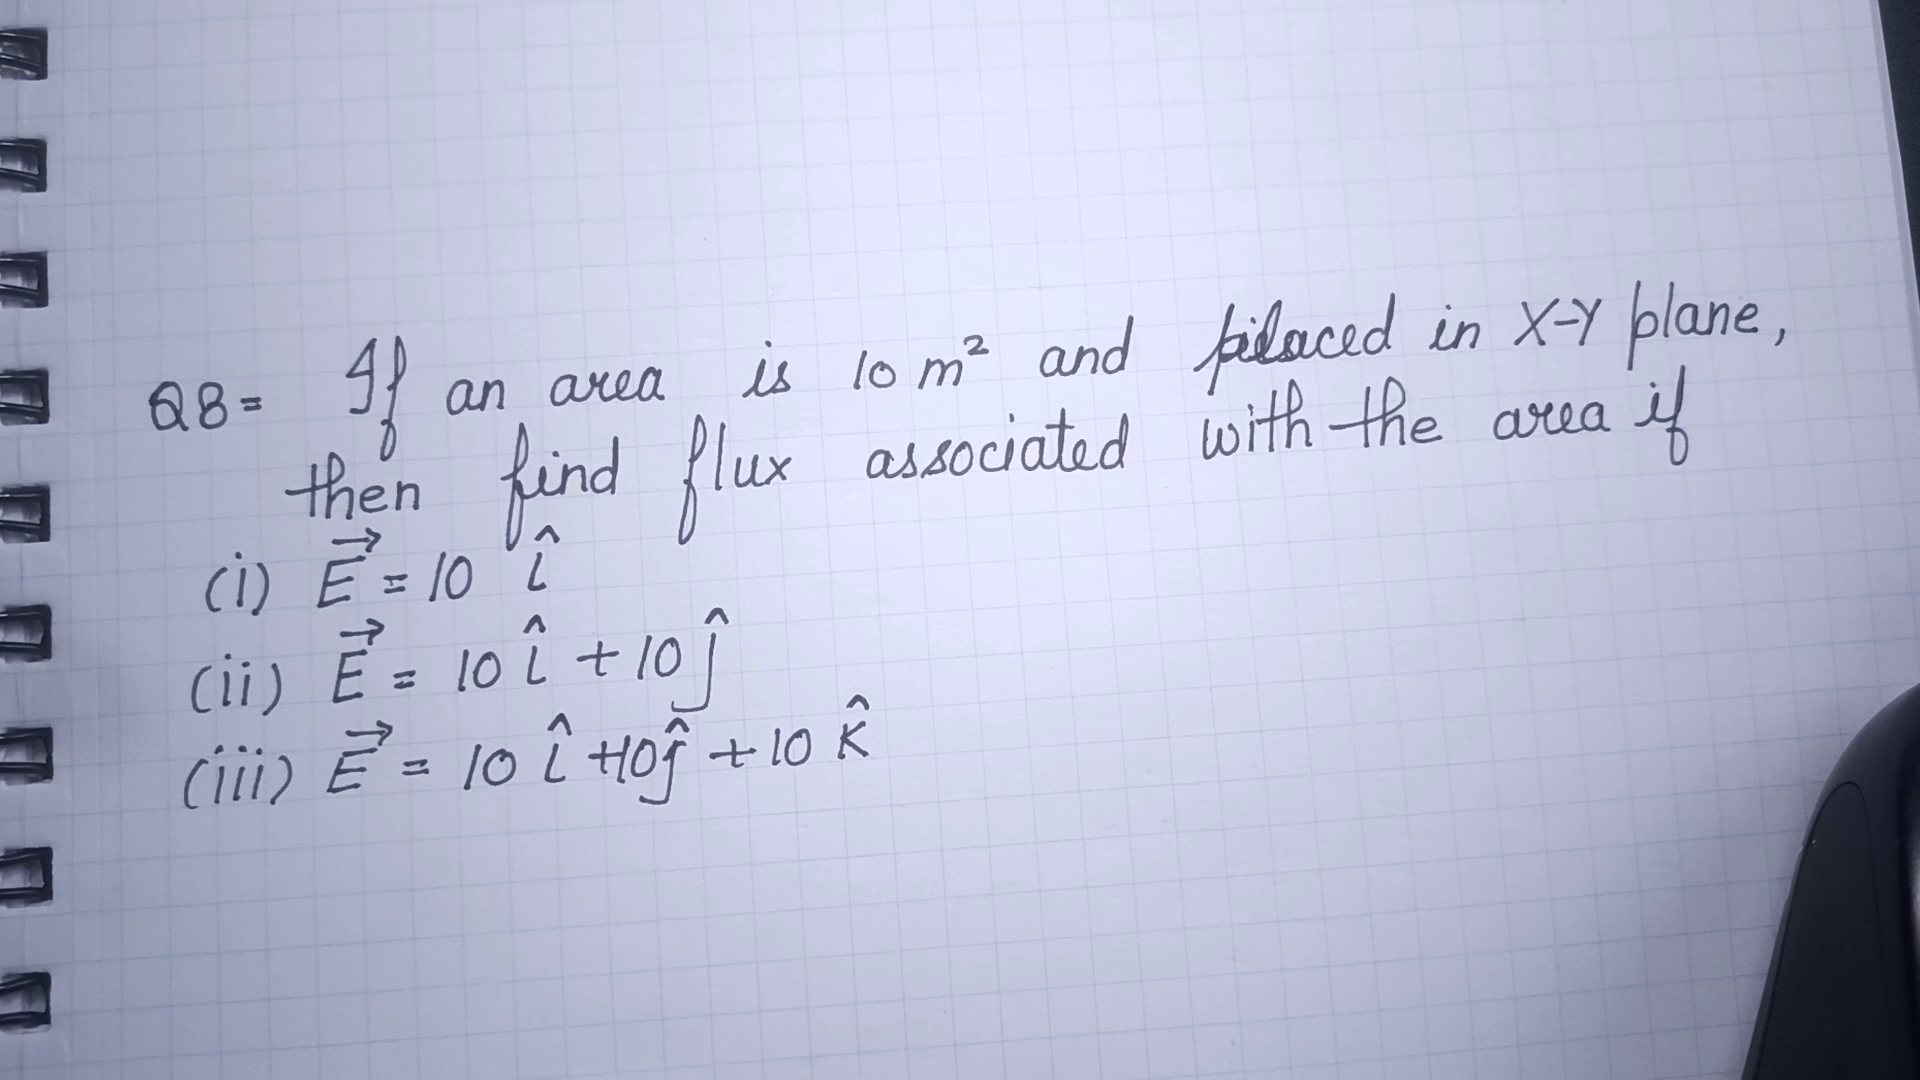 Q8= If an area is 10 m² and placed in X-Y plane,
then find flux associated with the area if
(i) E⃗ = 10 î
(ii) E⃗ = 10 î + 10 ĵ
(iii) E⃗ = 10 î +10ĵ + 10 k̂